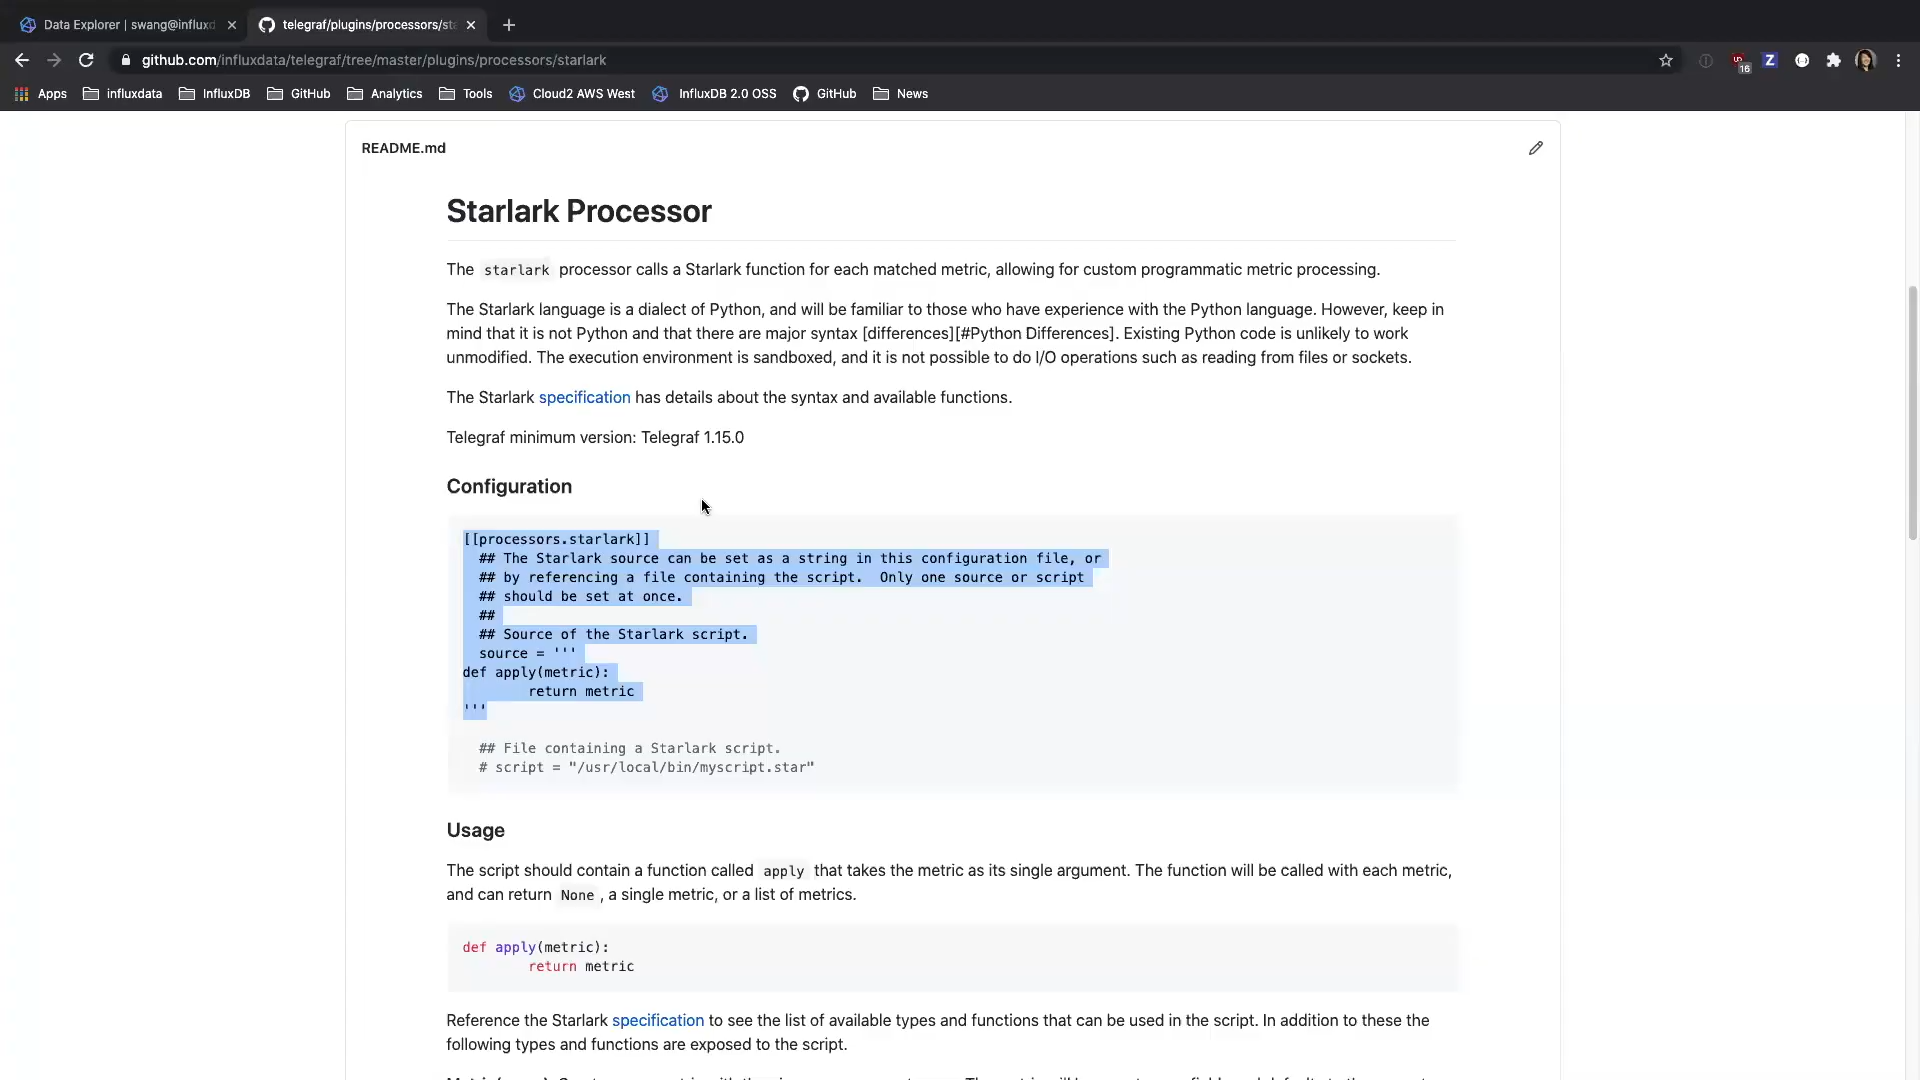 Data Explorer | swang@influxd
telegraf/plugins/processors/st
github.com/influxdata/telegraf/tree/master/plugins/processors/starlark
16
Z
Apps
influxdata
InfluxDB
GitHub
Analytics
Tools
Cloud2 AWS West
InfluxDB 2.0 OSS
GitHub
News
README.md
Starlark Processor
The starlark processor calls a Starlark function for each matched metric, allowing for custom programmatic metric processing.
The Starlark language is a dialect of Python, and will be familiar to those who have experience with the Python language. However, keep in
mind that it is not Python and that there are major syntax [differences][#Python Differences]. Existing Python code is unlikely to work
unmodified. The execution environment is sandboxed, and it is not possible to do I/O operations such as reading from files or sockets.
The Starlark specification has details about the syntax and available functions.
Telegraf minimum version: Telegraf 1.15.0
Configuration
[[processors.starlark]]
## The Starlark source can be set as a string in this configuration file, or
## by referencing a file containing the script.  Only one source or script
## should be set at once.
##
## Source of the Starlark script.
source = '''
def apply(metric):
return metric
'''
## File containing a Starlark script.
# script = "/usr/local/bin/myscript.star"
Usage
The script should contain a function called apply that takes the metric as its single argument. The function will be called with each metric,
and can return None , a single metric, or a list of metrics.
def apply(metric):
return metric
Reference the Starlark specification to see the list of available types and functions that can be used in the script. In addition to these the
following types and functions are exposed to the script.